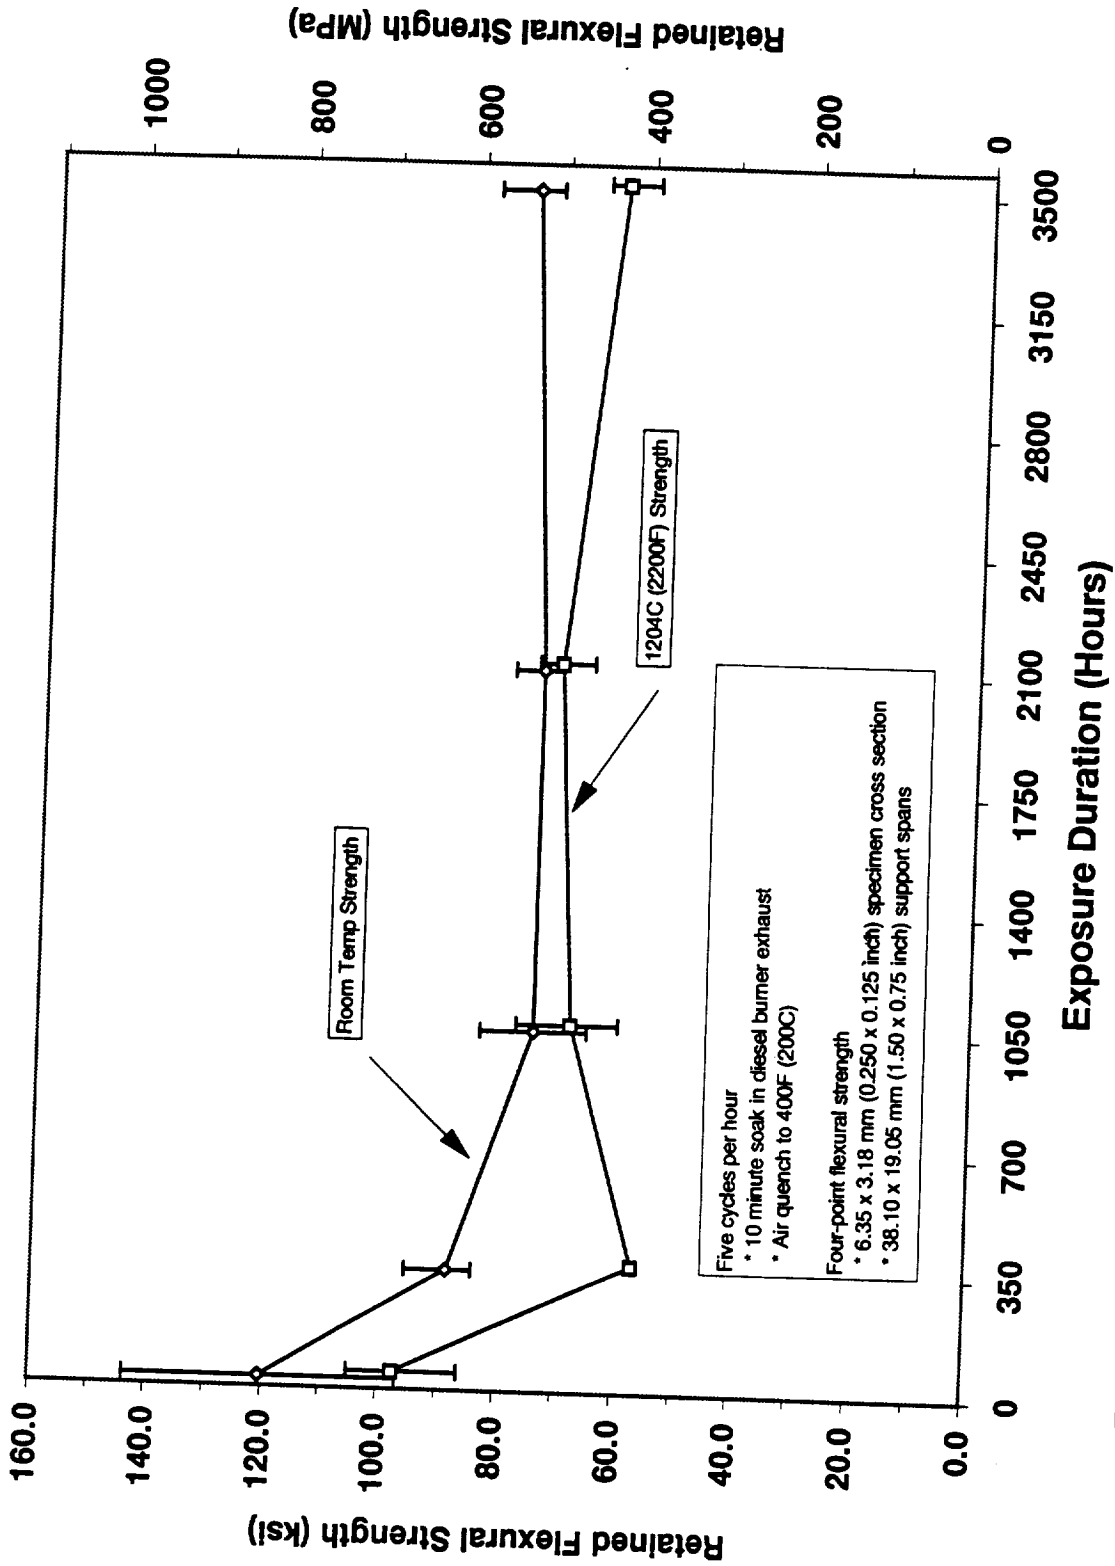 Retained Flexural Strength (ksi)
160.0
140.0
120.0
100.0
80.0
60.0
40.0
20.0
0.0
Room Temp Strength
1204C (2200F) Strength
Five cycles per hour
* 10 minute soak in diesel burner exhaust
* Air quench to 400F (200C)
Four-point flexural strength
* 6.35 x 3.18 mm (0.250 x 0.125 inch) specimen cross section
* 38.10 x 19.05 mm (1.50 x 0.75 inch) support spans
0 350 700 1050 1400 1750 2100 2450 2800 3150 3500
Exposure Duration (Hours)
1000
800
600
400
200
0
Retained Flexural Strength (MPa)